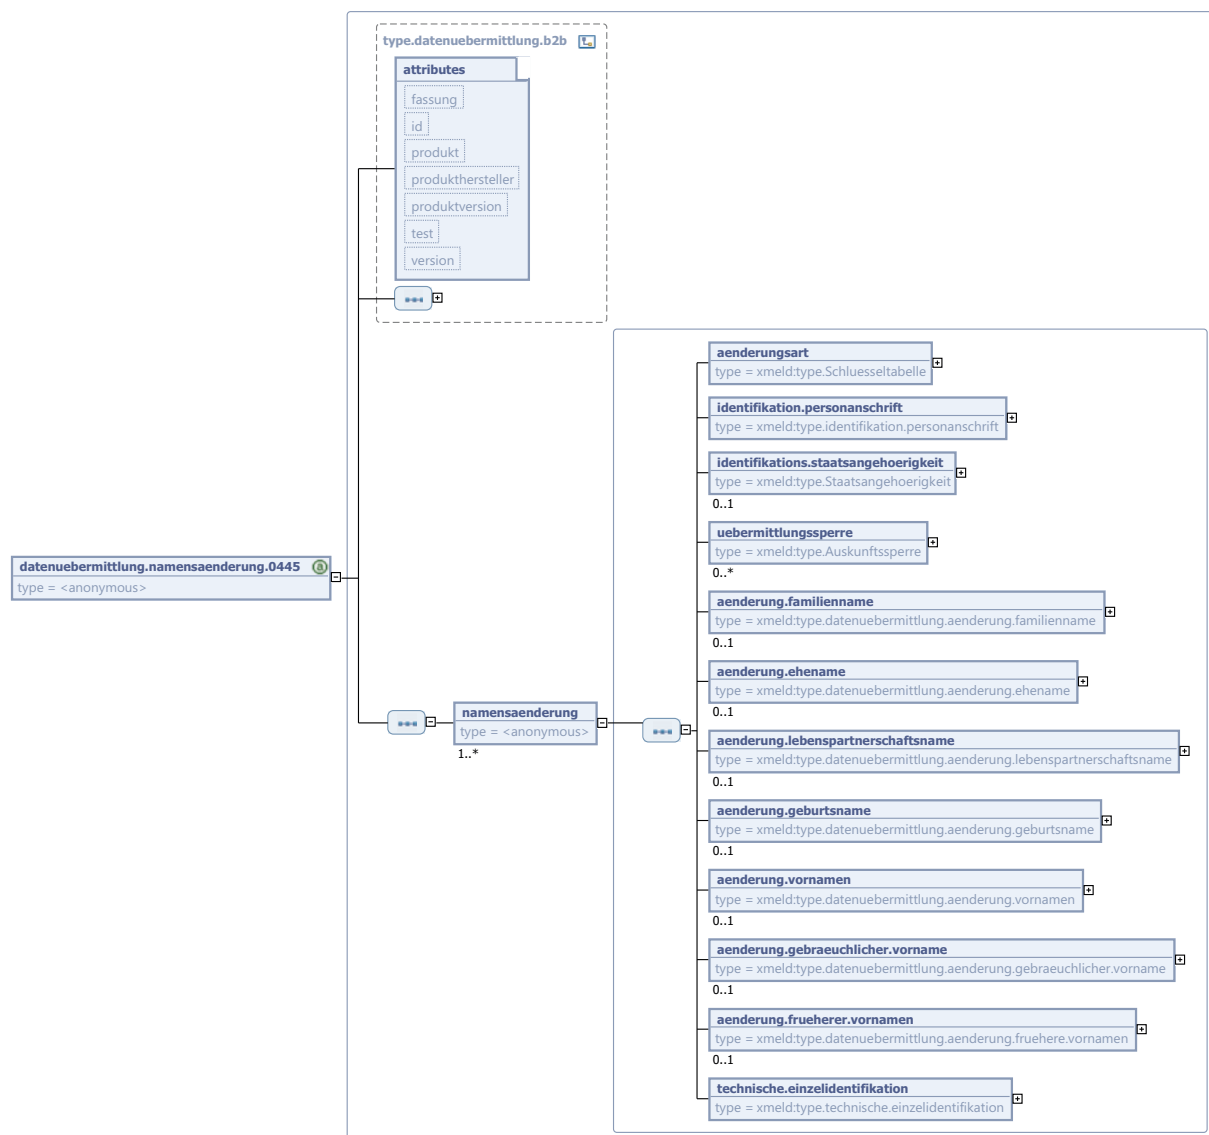 type.datenuebermittlung.b2b
attributes
fassung
id
produkt
produkthersteller
produktversion
test
version
datenuebermittlung.namensaenderung.0445 a
type = <anonymous>
namensaenderung
type = <anonymous>
1..*
aenderungsart
type = xmeld:type.Schluesseltabelle
identifikation.personanschrift
type = xmeld:type.identifikation.personanschrift
identifikations.staatsangehoerigkeit
type = xmeld:type.Staatsangehoerigkeit
0..1
uebermittlungssperre
type = xmeld:type.Auskunftssperre
0..*
aenderung.familienname
type = xmeld:type.datenuebermittlung.aenderung.familienname
0..1
aenderung.ehename
type = xmeld:type.datenuebermittlung.aenderung.ehename
0..1
aenderung.lebenspartnerschaftsname
type = xmeld:type.datenuebermittlung.aenderung.lebenspartnerschaftsname
0..1
aenderung.geburtsname
type = xmeld:type.datenuebermittlung.aenderung.geburtsname
0..1
aenderung.vornamen
type = xmeld:type.datenuebermittlung.aenderung.vornamen
0..1
aenderung.gebraeuchlicher.vorname
type = xmeld:type.datenuebermittlung.aenderung.gebraeuchlicher.vorname
0..1
aenderung.frueherer.vornamen
type = xmeld:type.datenuebermittlung.aenderung.fruehere.vornamen
0..1
technische.einzelidentifikation
type = xmeld:type.technische.einzelidentifikation